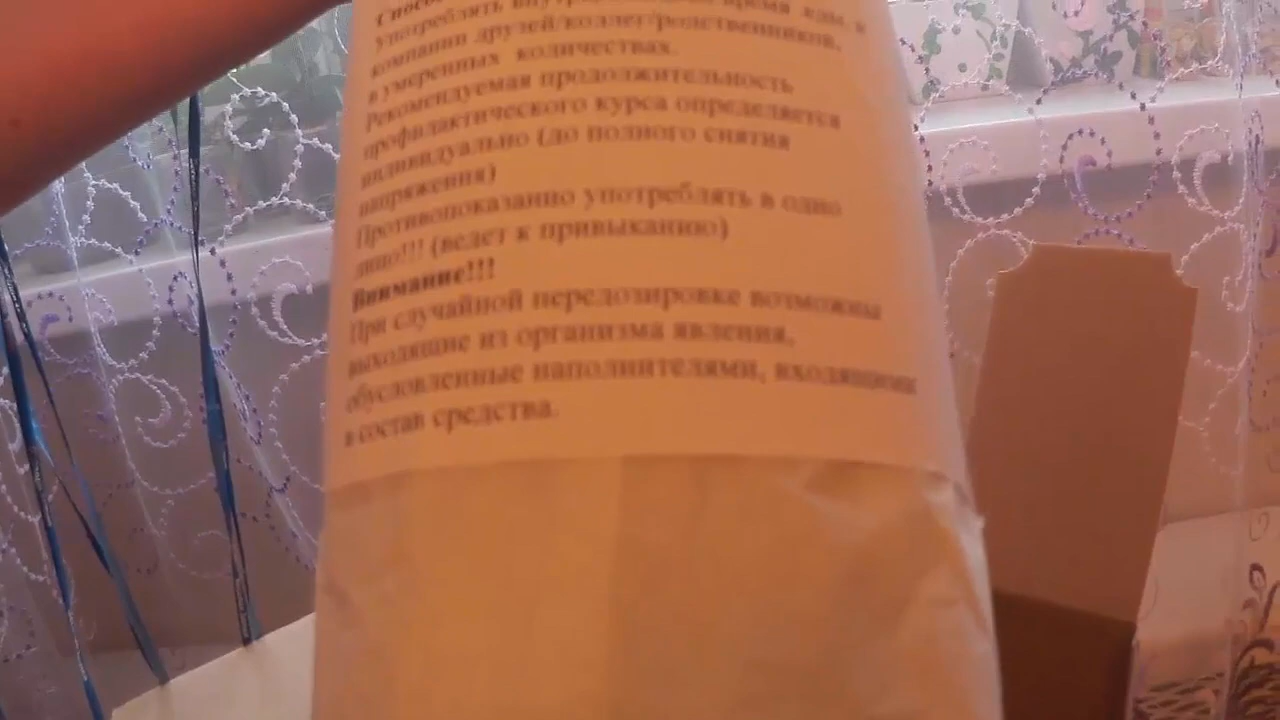 Способ
употреблять внутрь время еды, в
компании друзей/коллег/родственников,
в умеренных количествах.
Рекомендуемая продолжительность
профилактического курса определяется
индивидуально (до полного снятия
напряжения)
Противопоказанно употреблять в одно
лицо!!! (ведет к привыканию)
Внимание!!!
При случайной передозировке возможны
выходящие из организма явления,
обусловленные наполнителями, входящими
в состав средства.